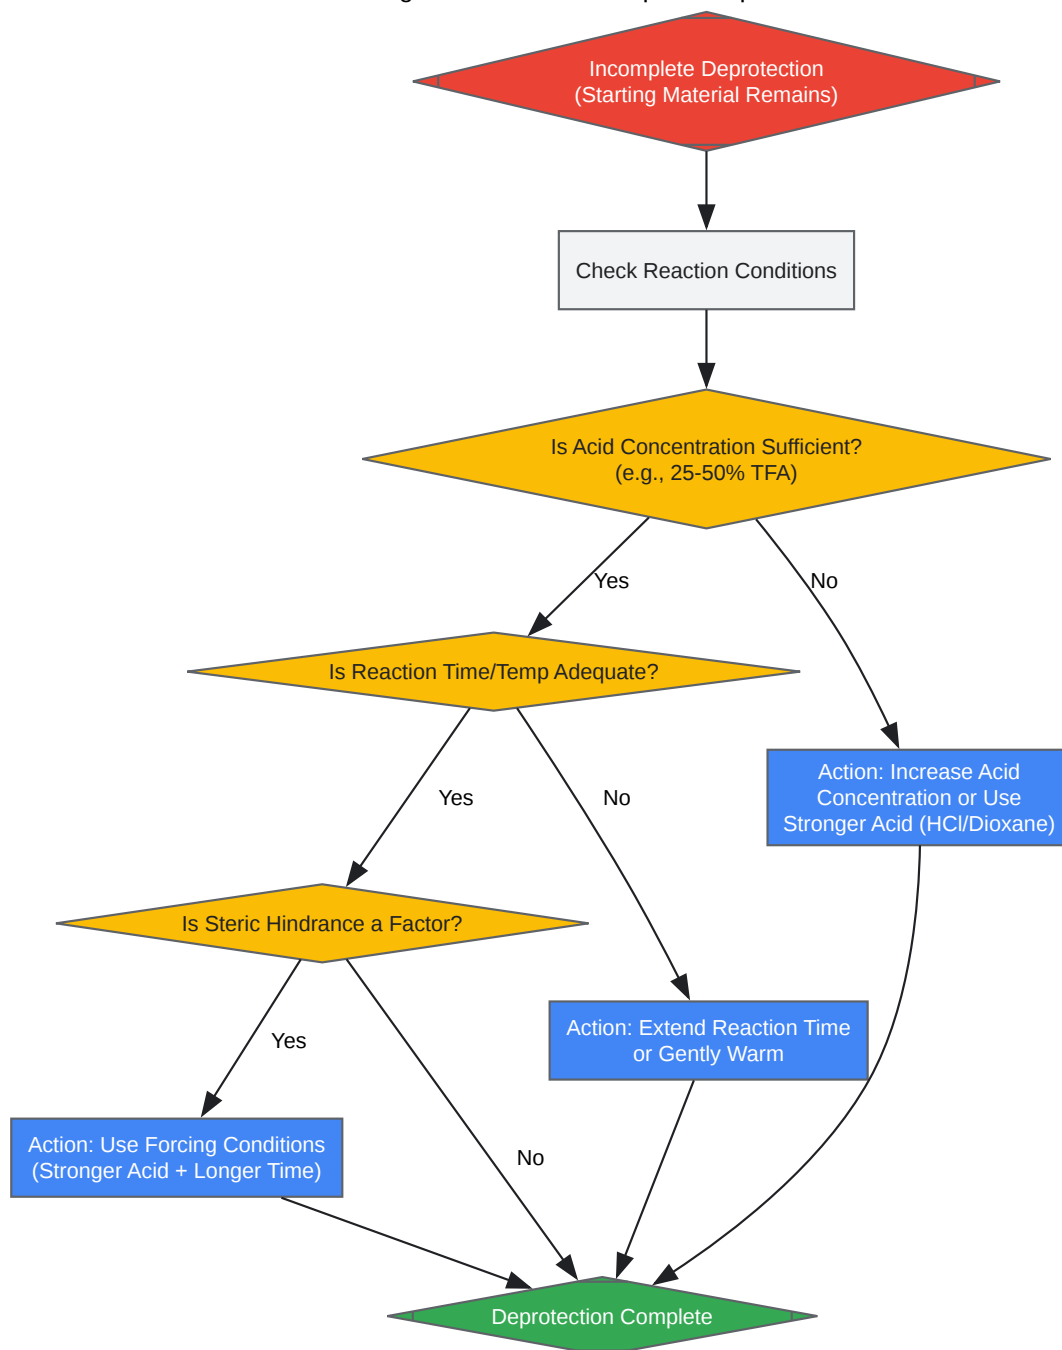 Incomplete Deprotection
(Starting Material Remains)
Check Reaction Conditions
Is Acid Concentration Sufficient?
(e.g., 25-50% TFA)
Yes
No
Is Reaction Time/Temp Adequate?
Action: Increase Acid
Concentration or Use
Stronger Acid (HCl/Dioxane)
Yes
No
Is Steric Hindrance a Factor?
Action: Extend Reaction Time
or Gently Warm
Yes
Action: Use Forcing Conditions
(Stronger Acid + Longer Time)
No
Deprotection Complete